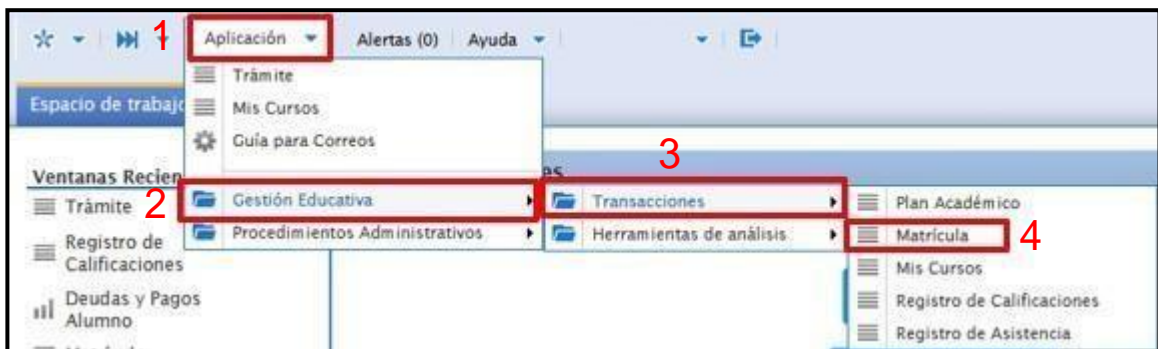 1
Aplicación
Alertas (0)
Ayuda
Trámite
Espacio de trabajo
Mis Cursos
Guía para Correos
3
Ventanas Recien
2
Gestión Educativa
Transacciones
Plan Académico
Trámite
Procedimientos Administrativos
Herramientas de análisis
Matrícula
4
Registro de
Calificaciones
Mis Cursos
Deudas y Pagos
Alumno
Registro de Calificaciones
Registro de Asistencia